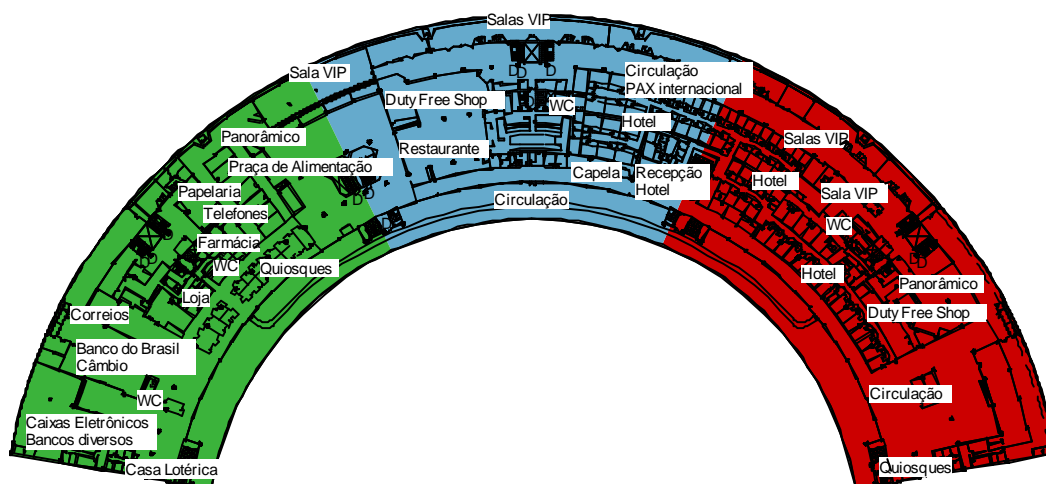 Salas VIP
Sala VIP
Circulação
PAX internacional
Duty Free Shop
WC
Hotel
Panorâmico
Salas VIP
Restaurante
Praça de Alimentação
Capela
Recepção
Hotel
Hotel
Sala VIP
Papelaria
Circulação
Telefones
WC
Farmácia
WC
Quiosques
Hotel
Loja
Panorâmico
Correios
Duty Free Shop
Banco do Brasil
Câmbio
WC
Circulação
Caixas Eletrônicos
Bancos diversos
Casa Lotérica
Quiosques